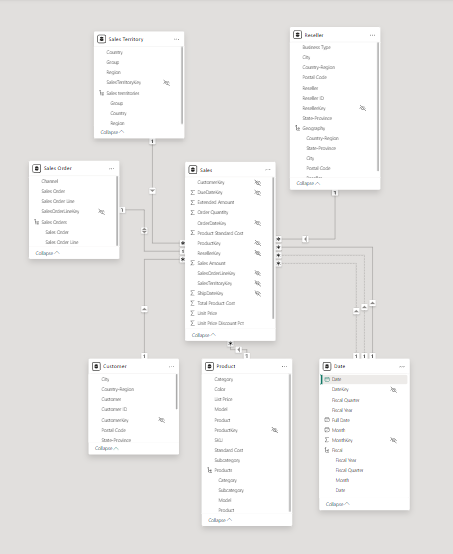 Sales Territory
Country
Group
Region
SalesTerritoryKey
Sales Territories
Group
Country
Region
Collapse
Reseller
Business Type
City
Country-Region
Postal Code
Reseller
Reseller ID
ResellerKey
State-Province
Geography
Country-Region
State-Province
City
Postal Code
Reseller
Collapse
Sales Order
Channel
Sales Order
Sales Order Line
SalesOrderLineKey
Sales Orders
Sales Order
Sales Order Line
Collapse
Sales
CustomerKey
DueDateKey
Extended Amount
Order Quantity
OrderDateKey
Product Standard Cost
ProductKey
ResellerKey
Sales Amount
SalesOrderLineKey
SalesTerritoryKey
ShipDateKey
Total Product Cost
Unit Price
Unit Price Discount Pct
Collapse
1
1
1
1
1
1
1
1
Customer
City
Country-Region
Customer
Customer ID
CustomerKey
Postal Code
State-Province
Collapse
Product
Category
Color
List Price
Model
Product
ProductKey
SKU
Standard Cost
Subcategory
Products
Category
Subcategory
Model
Product
Collapse
Date
Date
DateKey
Fiscal Quarter
Fiscal Year
Full Date
Month
MonthKey
Fiscal
Fiscal Year
Fiscal Quarter
Month
Date
Collapse